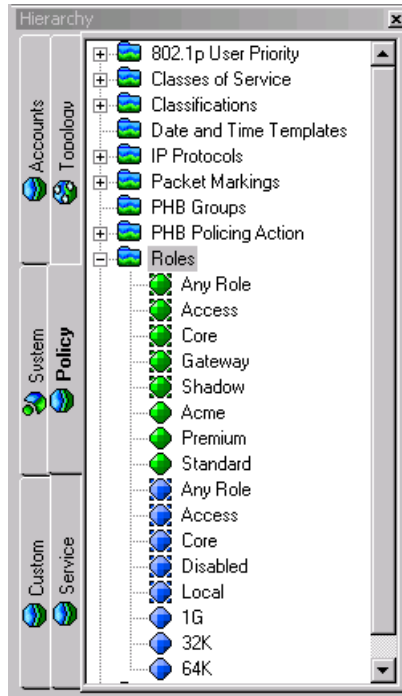 Hierarchy
Accounts
Topology
System
Policy
Custom
Service
802.1p User Priority
Classes of Service
Classifications
Date and Time Templates
IP Protocols
Packet Markings
PHB Groups
PHB Policing Action
Roles
Any Role
Access
Core
Gateway
Shadow
Acme
Premium
Standard
Any Role
Access
Core
Disabled
Local
1G
32K
64K